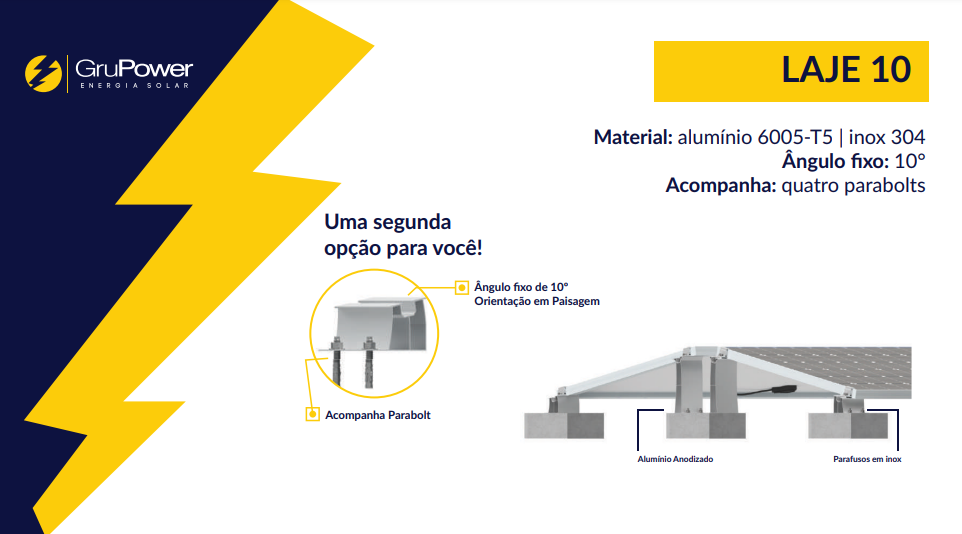 GruPower
ENERGIA SOLAR
LAJE 10
Material: alumínio 6005-T5 | inox 304
Ângulo fixo: 10°
Acompanha: quatro parabolts
Uma segunda
opção para você!
Ângulo fixo de 10°
Orientação em Paisagem
Acompanha Parabolt
Alumínio Anodizado
Parafusos em inox